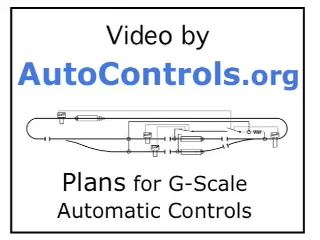 Video by
AutoControls.org
Plans for G-Scale
Automatic Controls